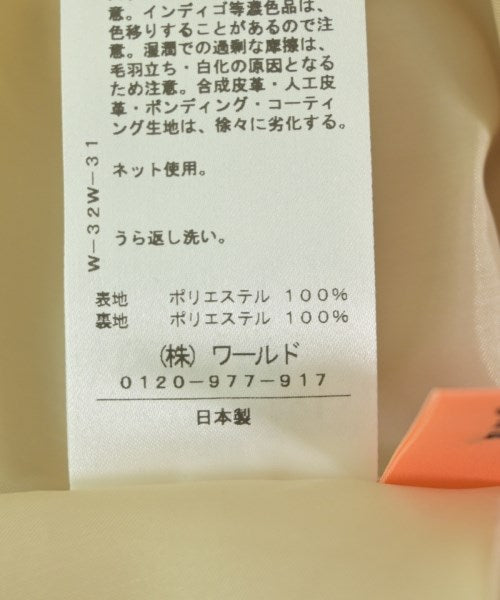 意。インディゴ等濃色品は、
色移りすることがあるので注
意。湿潤での過剰な摩擦は、
毛羽立ち・白化の原因となる
ため注意。合成皮革・人工皮
革・ボンディング・コーティ
ング生地は、徐々に劣化する。
ネット使用。
うら返し洗い。
W-32W-31
表地 ポリエステル 100%
裏地 ポリエステル 100%
(株) ワールド
0120-977-917
日本製